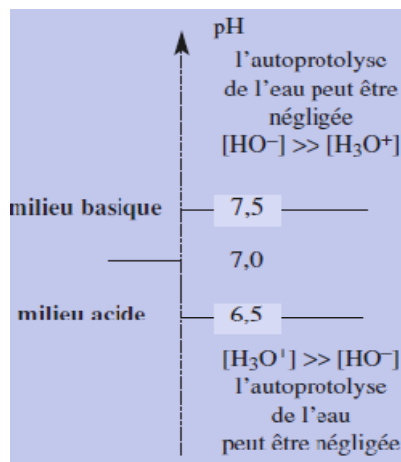 pH
l'autoprotolyse
de l'eau peut être
négligée
[HO⁻] >> [H₃O⁺]
milieu basique 7,5
7,0
milieu acide 6,5
[H₃O⁺] >> [HO⁻]
l'autoprotolyse
de l'eau
peut être négligée